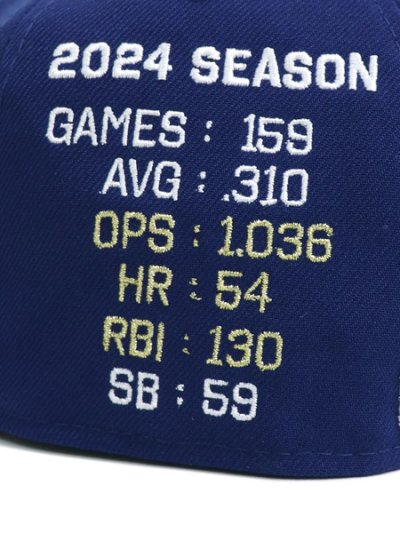 2024 SEASON
GAMES : 159
AVG : .310
OPS : 1.036
HR : 54
RBI : 130
SB : 59